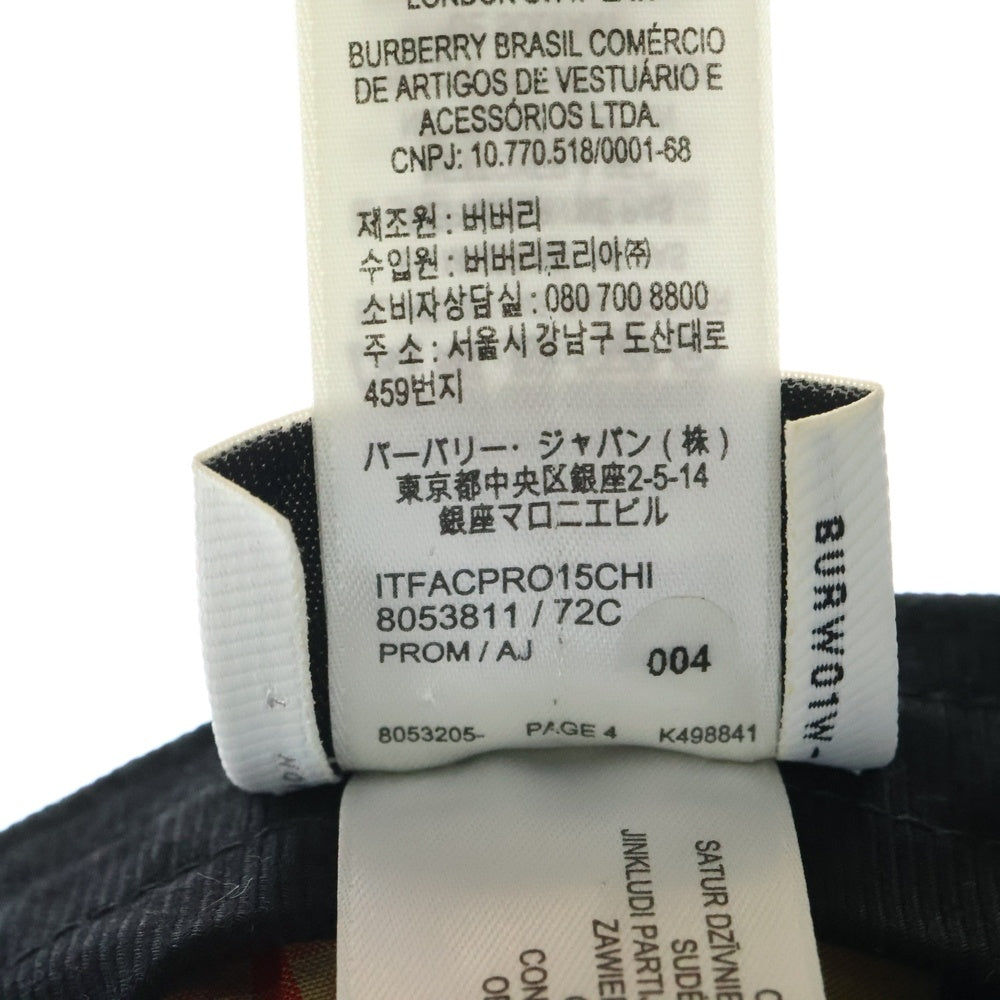 BURBERRY BRASIL COMÉRCIO
DE ARTIGOS DE VESTUÁRIO E
ACESSÓRIOS LTDA.
CNPJ: 10.770.518/0001-68
제조원 : 버버리
수입원 : 버버리코리아㈜
소비자상담실 : 080 700 8800
주 소 : 서울시 강남구 도산대로
459번지
バーバリー・ジャパン ( 株 )
東京都中央区銀座2-5-14
銀座マロニエビル
ITFACPRO15CHI
8053811 / 72C
PROM / AJ
004
8053205- PAGE 4 K498841
BURW01W-
SATUR DZĪVNIE
SUDĖ
JINKLUDI PARTI
ZAWIE
CON